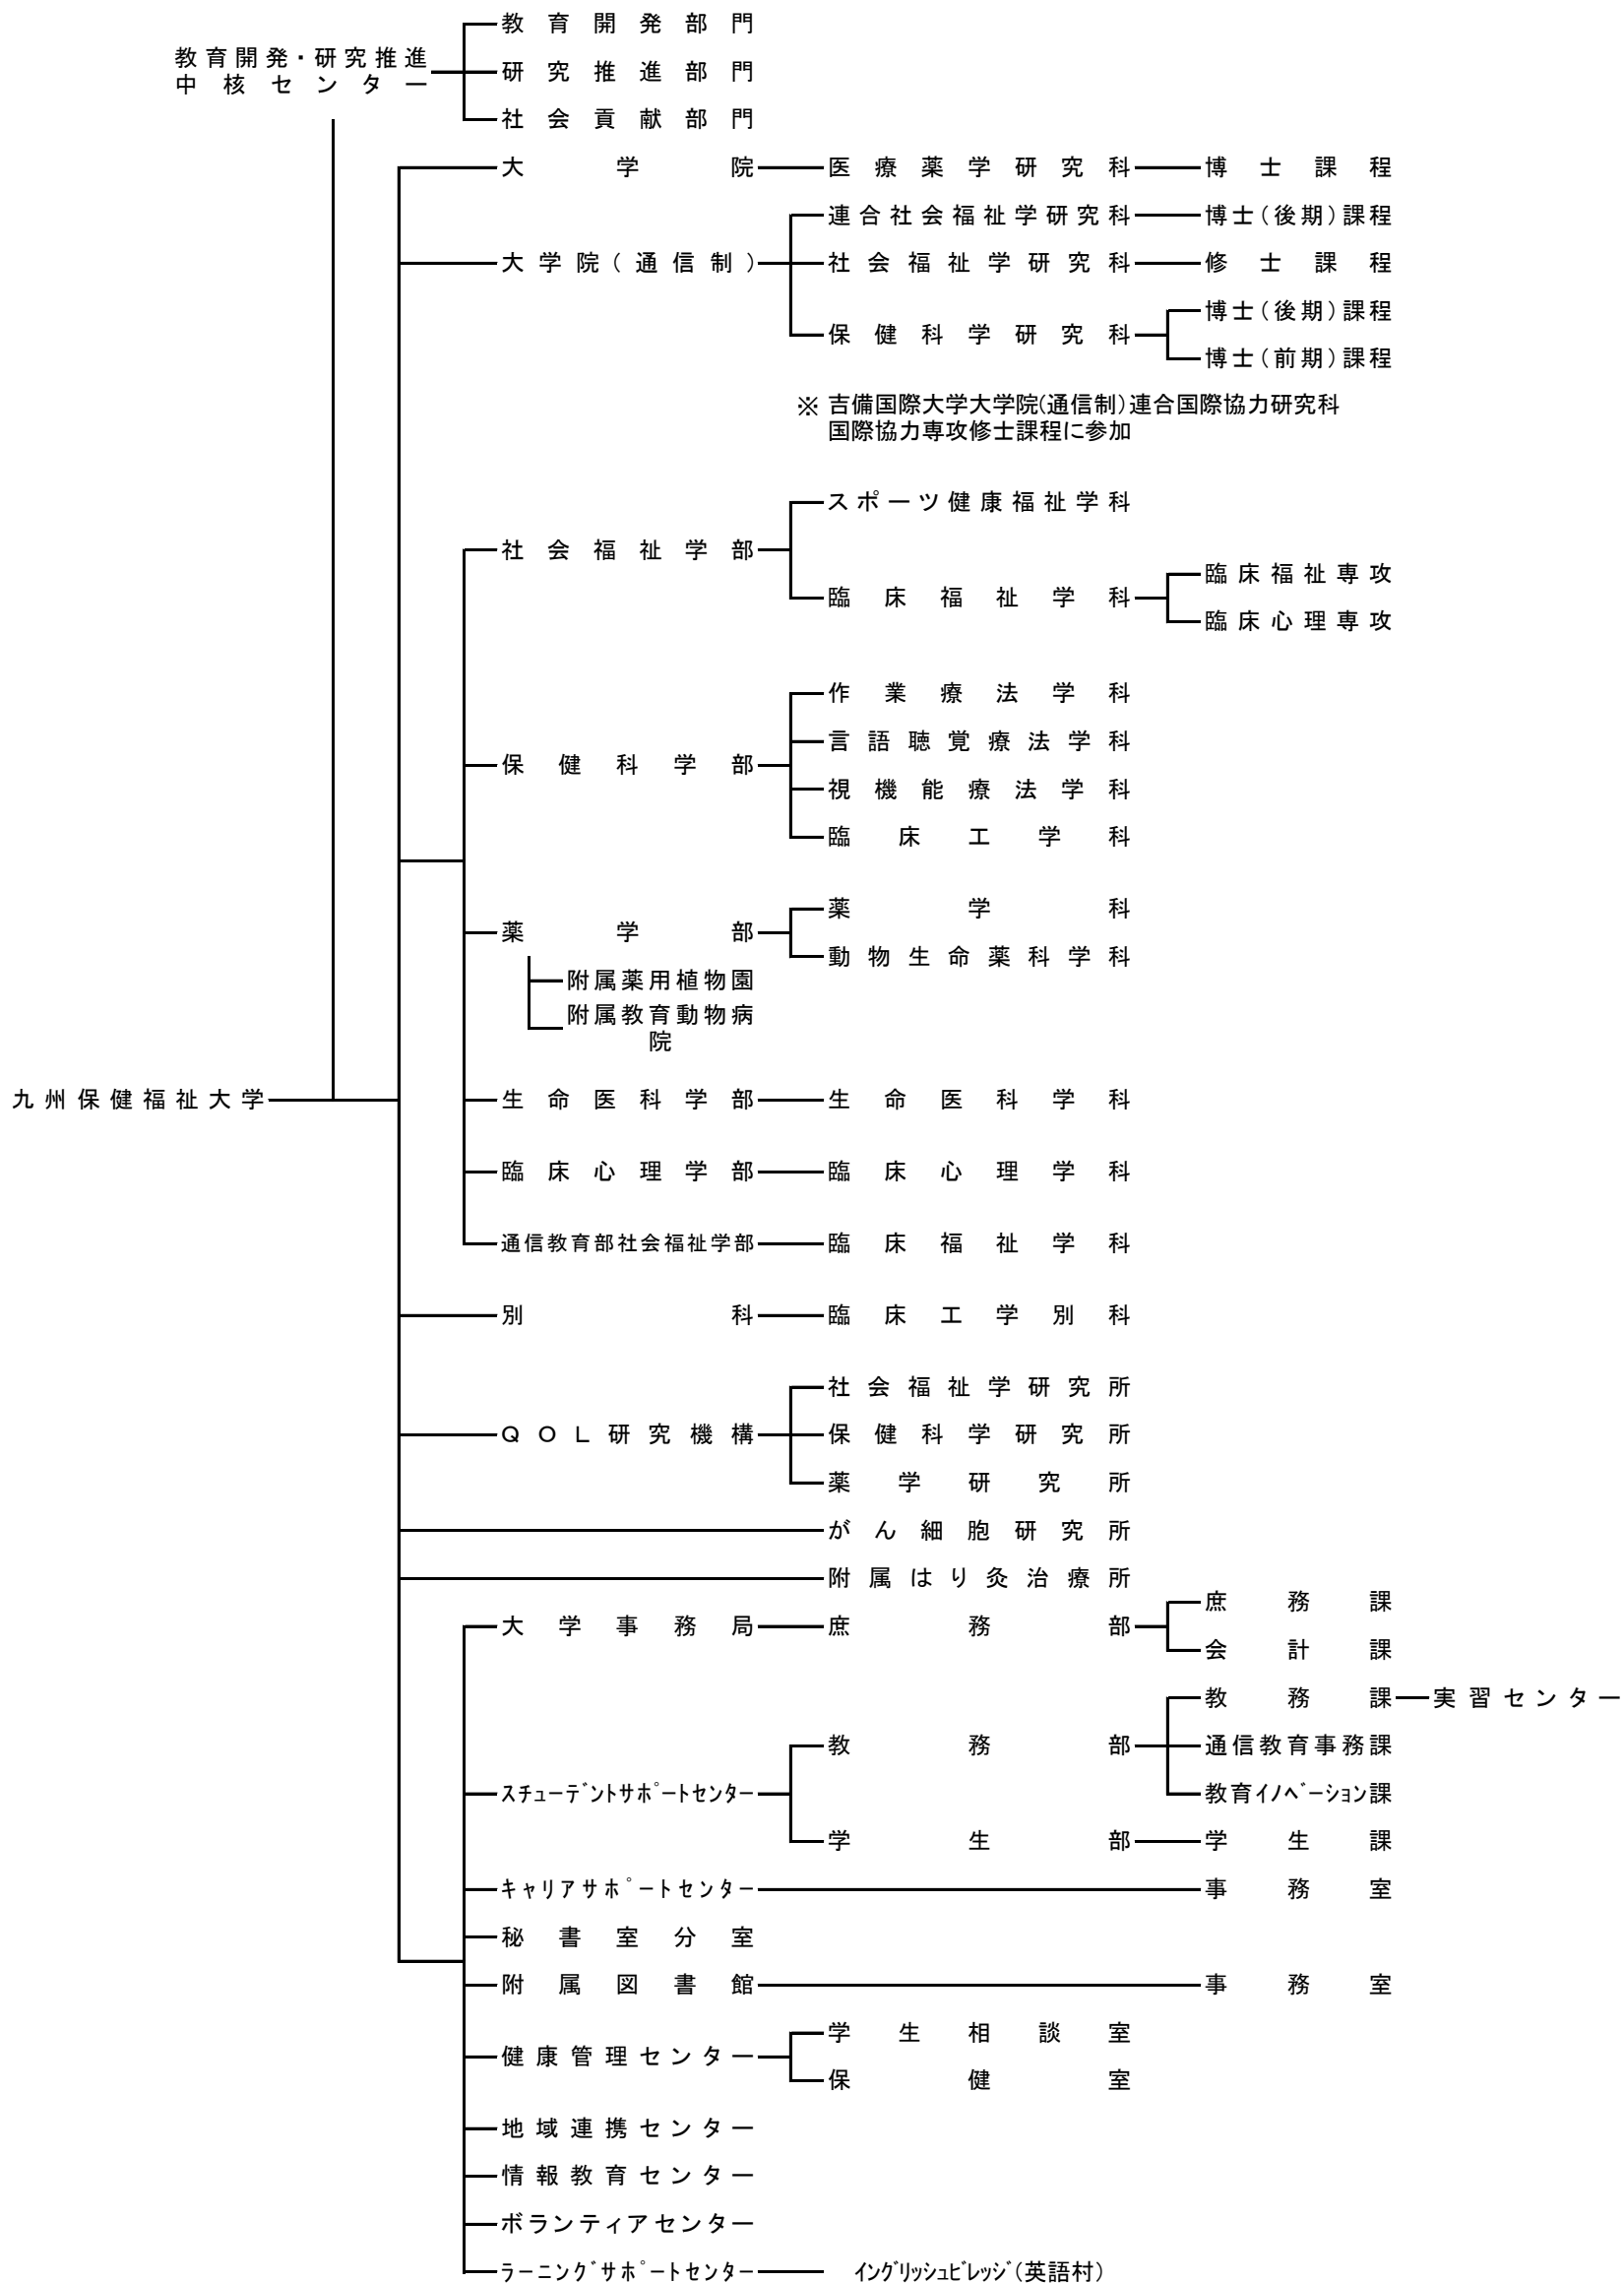 教育開発部門
教育開発・研究推進
中核センター
研究推進部門
社会貢献部門
大学院 医療薬学研究科 博士課程
連合社会福祉学研究科 博士(後期)課程
大学院(通信制) 社会福祉学研究科 修士課程
博士(後期)課程
保健科学研究科
博士(前期)課程
※ 吉備国際大学大学院(通信制)連合国際協力研究科
国際協力専攻修士課程に参加
スポーツ健康福祉学科
社会福祉学部
臨床福祉専攻
臨床福祉学科
臨床心理専攻
作業療法学科
言語聴覚療法学科
保健科学部
視機能療法学科
臨床工学科
薬学科
薬学部
動物生命薬科学科
附属薬用植物園
附属教育動物病
院
九州保健福祉大学 生命医科学部 生命医科学科
臨床心理学部 臨床心理学科
通信教育部社会福祉学部 臨床福祉学科
別科 臨床工学別科
社会福祉学研究所
QOL研究機構 保健科学研究所
薬学研究所
がん細胞研究所
附属はり灸治療所
庶務課
大学事務局 庶務部
会計課
教務課 実習センター
教務部 通信教育事務課
スチューデントサポートセンター 教育イノベーション課
学生部 学生課
キャリアサポートセンター 事務室
秘書室分室
附属図書館 事務室
学生相談室
健康管理センター
保健室
地域連携センター
情報教育センター
ボランティアセンター
ラーニングサポートセンター イングリッシュビレッジ(英語村)